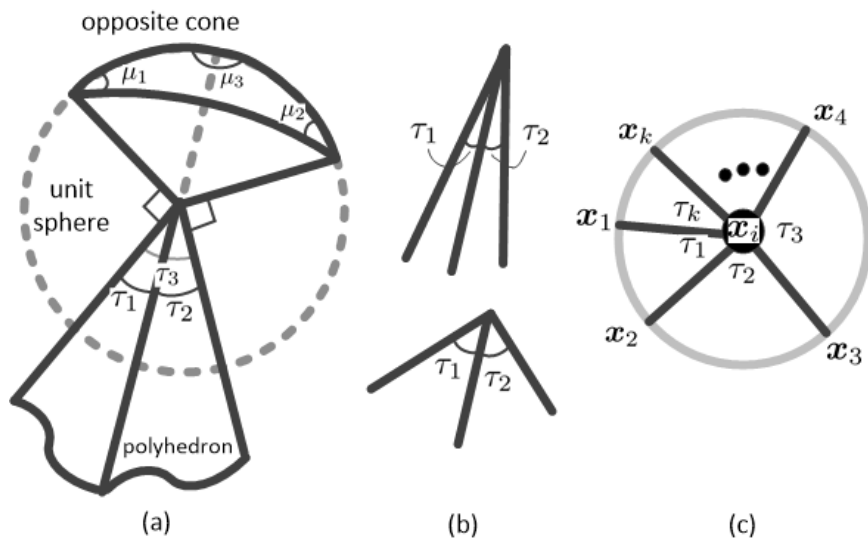 opposite cone
μ₁
μ₃
μ₂
unit
sphere
τ₃
τ₁
τ₂
polyhedron
(a)
τ₁ τ₂
τ₁ τ₂
(b)
x₄
xₖ
τₖ
x₁ xᵢ τ₃
τ₁
τ₂
x₂ x₃
(c)